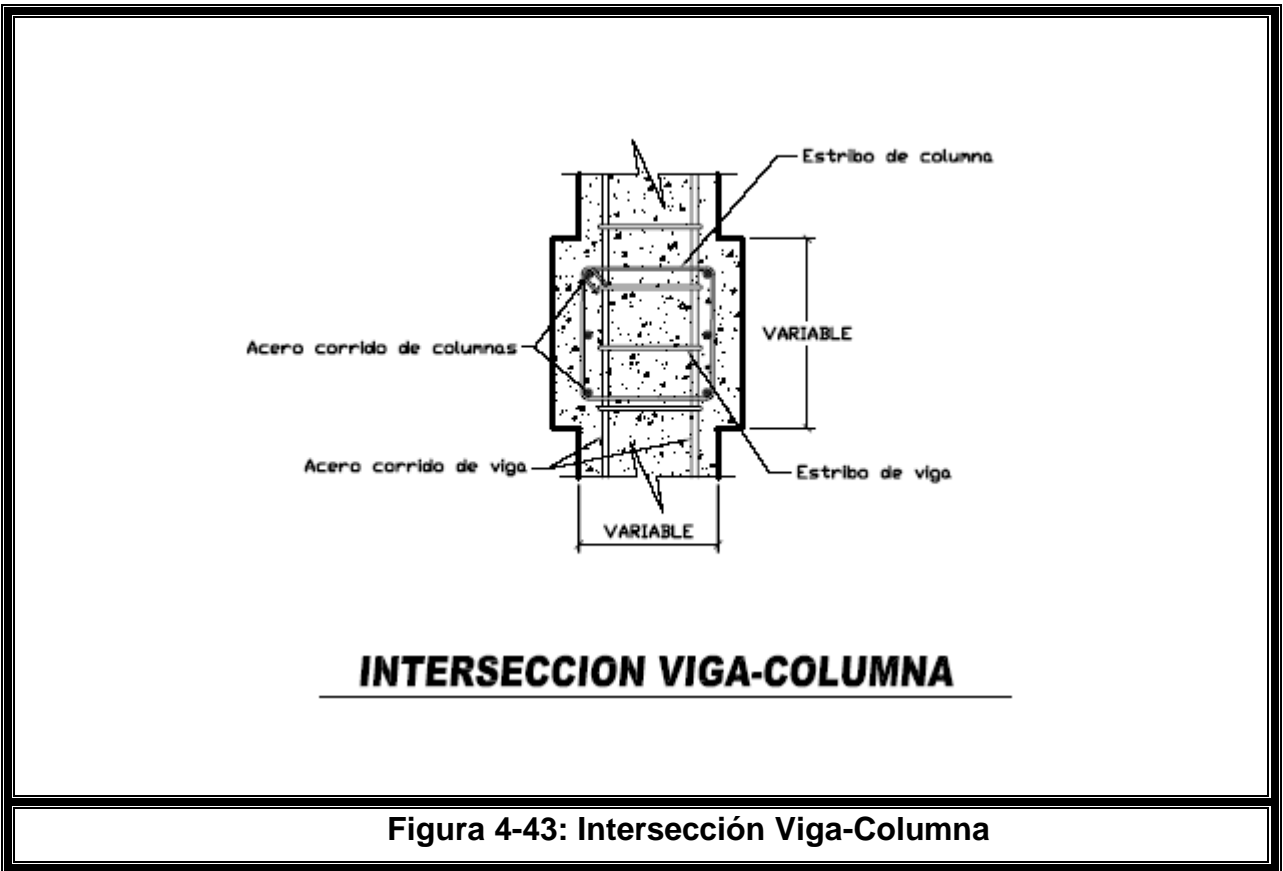 Estribo de columna
VARIABLE
Acero corrido de columnas
Acero corrido de viga
Estribo de viga
VARIABLE
INTERSECCION VIGA-COLUMNA
Figura 4-43: Intersección Viga-Columna